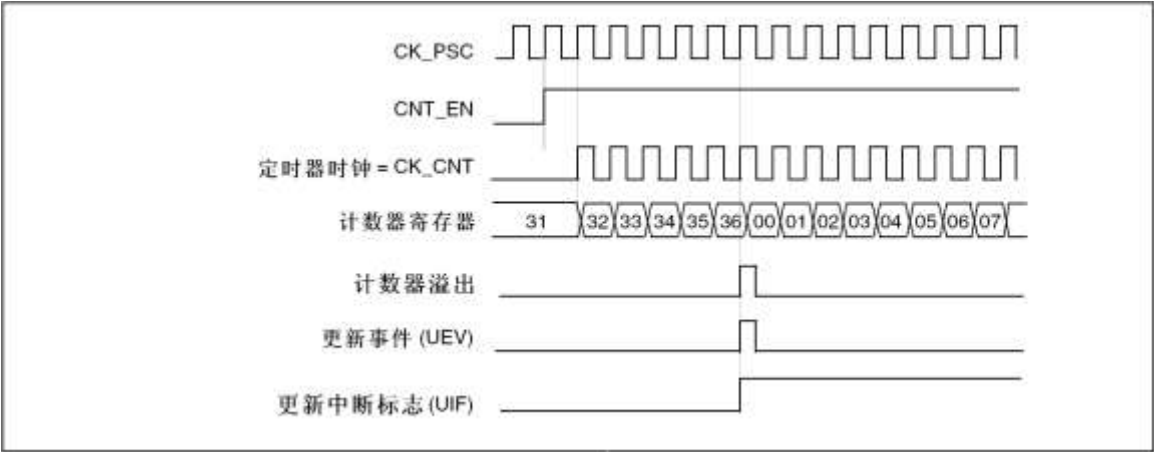 CK_PSC
CNT_EN
定时器时钟 = CK_CNT
计数器寄存器 31 32 33 34 35 36 00 01 02 03 04 05 06 07
计数器溢出
更新事件 (UEV)
更新中断标志 (UIF)